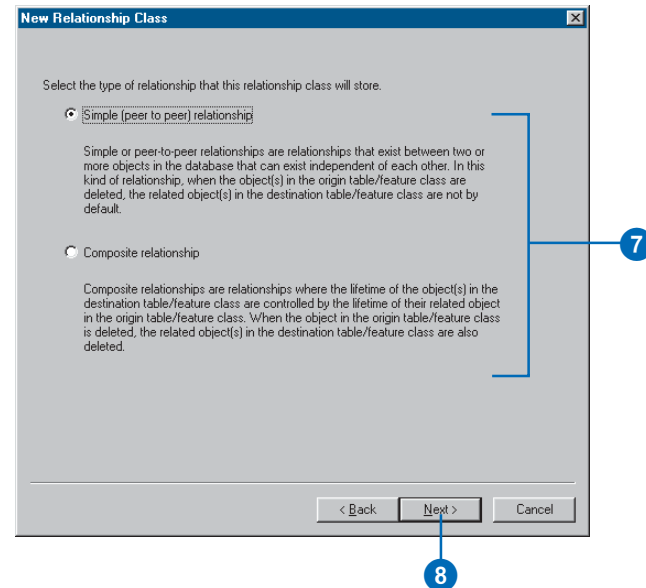 New Relationship Class
Select the type of relationship that this relationship class will store.
Simple (peer to peer) relationship
Simple or peer-to-peer relationships are relationships that exist between two or
more objects in the database that can exist independent of each other. In this
kind of relationship, when the object(s) in the origin table/feature class are
deleted, the related object(s) in the destination table/feature class are not by
default.
7
Composite relationship
Composite relationships are relationships where the lifetime of the object(s) in the
destination table/feature class are controlled by the lifetime of their related object
in the origin table/feature class. When the object in the origin table/feature class
is deleted, the related object(s) in the destination table/feature class are also
deleted.
< Back Next > Cancel
8